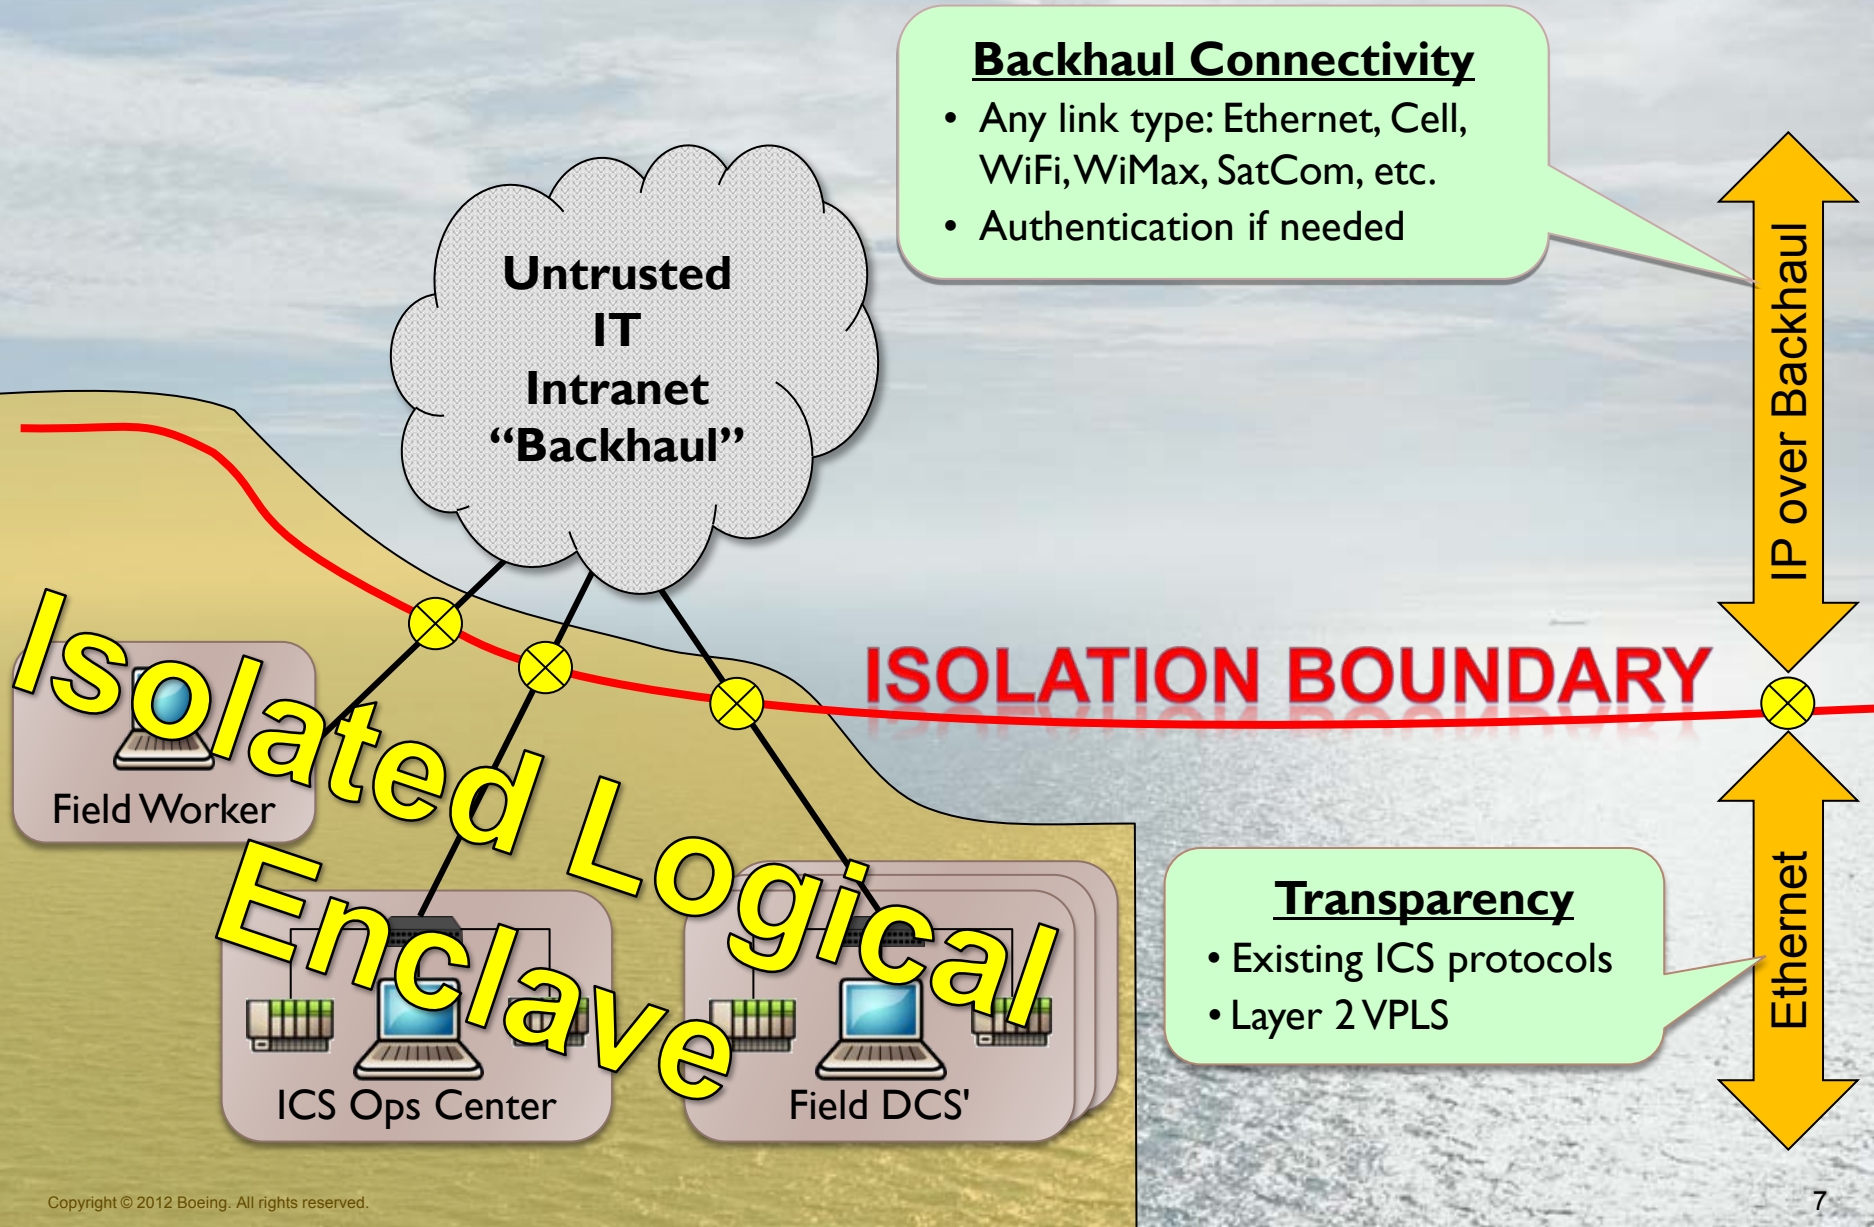 Backhaul Connectivity
• Any link type: Ethernet, Cell,
WiFi, WiMax, SatCom, etc.
• Authentication if needed
Untrusted
IT
Intranet
“Backhaul”
IP over Backhaul
ISOLATION BOUNDARY
Isolated Logical
Enclave
Field Worker
ICS Ops Center
Field DCS'
Transparency
• Existing ICS protocols
• Layer 2 VPLS
Ethernet
Copyright © 2012 Boeing. All rights reserved.
7